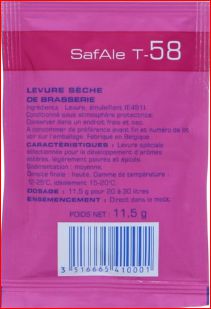 SafAle T-58
LEVURE SÈCHE
DE BRASSERIE
Ingrédients : Levure, émulsifiant (E491).
Conditionné sous atmosphère protectrice.
Conserver dans un endroit frais et sec.
A consommer de préférence avant fin et numéro de lot
voir sur l'emballage. Fabriqué en Belgique
CARACTÉRISTIQUES : Levure spéciale
sélectionnée pour le développement d'arômes
estérés, légèrement poivrés et épicés.
Sédimentation : moyenne.
Densité finale : haute. Gamme de température :
12-25°C, idéalement 15-20°C.
DOSAGE : 11,5 g pour 20 à 30 litres
ENSEMENCEMENT : Direct dans le moût.
POIDS NET : 11,5 g
3 516665 410001